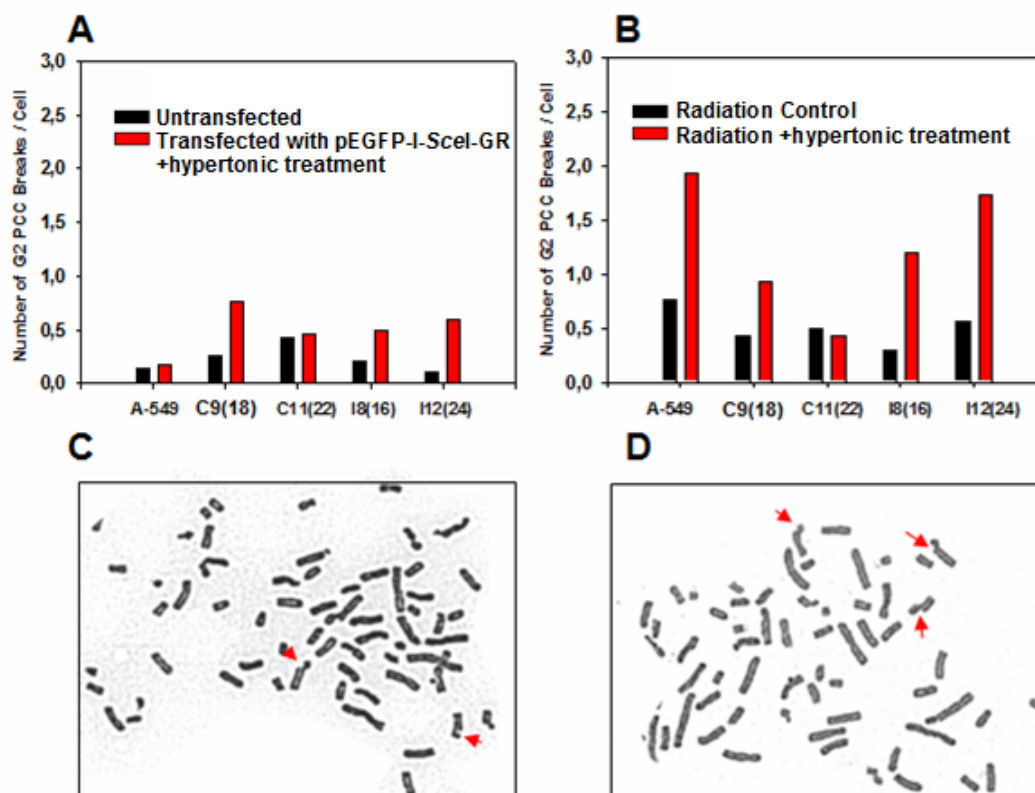 A
Number of G2 PCC Breaks / Cell
3,0
2,5
2,0
1,5
1,0
0,5
0,0
Untransfected
Transfected with pEGFP-I-SceI-GR
+hypertonic treatment
A-549
C9(18)
C11(22)
I8(16)
I12(24)
B
Number of G2 PCC Breaks / Cell
3,0
2,5
2,0
1,5
1,0
0,5
0,0
Radiation Control
Radiation +hypertonic treatment
A-549
C9(18)
C11(22)
I8(16)
I12(24)
C
D